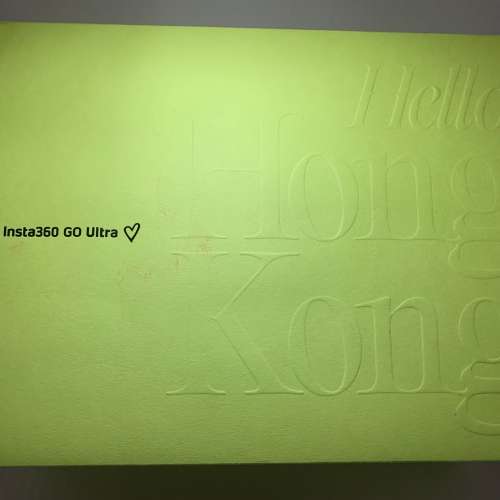 Hello
Hong
Kong
Insta360 GO Ultra ♡